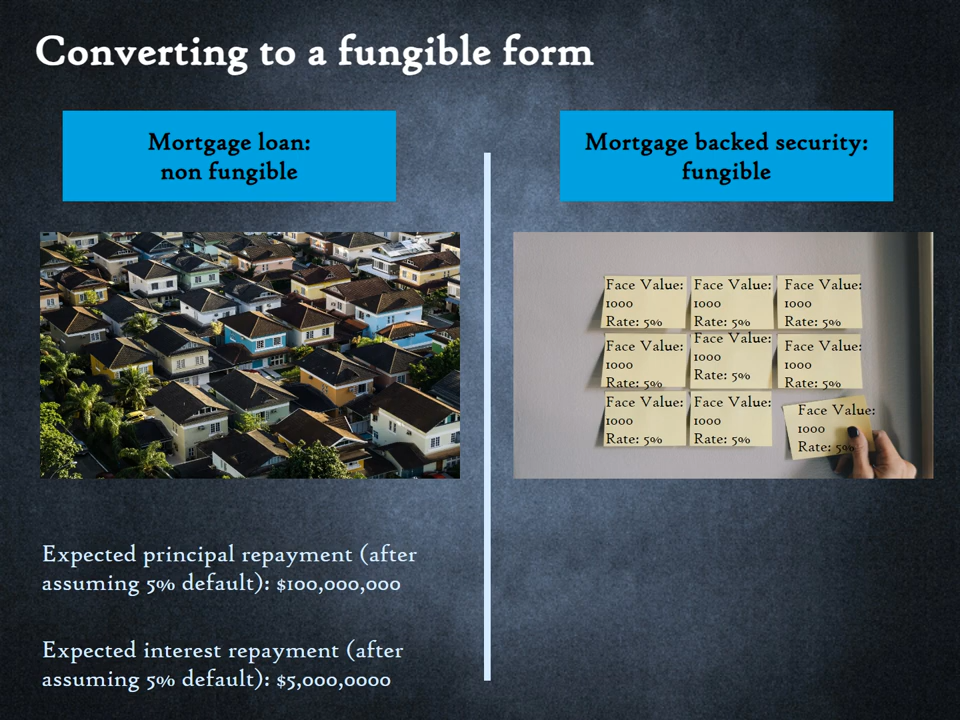 Converting to a fungible form
Mortgage loan:
non fungible
Mortgage backed security:
fungible
Face Value:
1000
Rate: 5%
Face Value:
1000
Rate: 5%
Face Value:
1000
Rate: 5%
Face Value:
1000
Rate: 5%
Face Value:
1000
Rate: 5%
Face Value:
1000
Rate: 5%
Face Value:
1000
Rate: 5%
Face Value:
1000
Rate: 5%
Face Value:
1000
Rate: 5%
Expected principal repayment (after
assuming 5% default): $100,000,000
Expected interest repayment (after
assuming 5% default): $5,000,0000